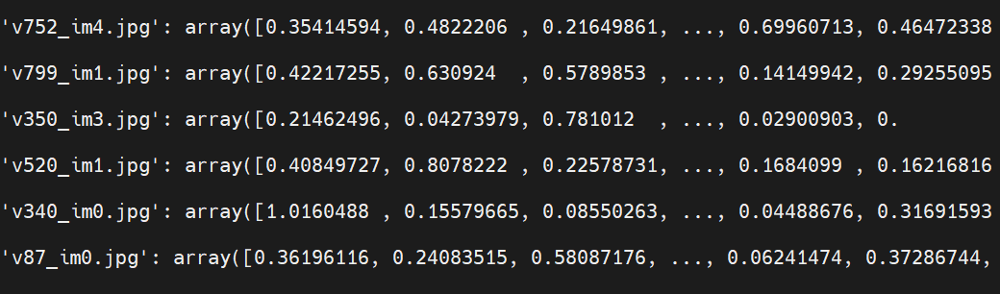 'v752_im4.jpg': array([0.35414594, 0.4822206 , 0.21649861, ..., 0.69960713, 0.46472338
'v799_im1.jpg': array([0.42217255, 0.630924  , 0.5789853 , ..., 0.14149942, 0.29255095
'v350_im3.jpg': array([0.21462496, 0.04273979, 0.781012  , ..., 0.02900903, 0.
'v520_im1.jpg': array([0.40849727, 0.8078222 , 0.22578731, ..., 0.1684099 , 0.16216816
'v340_im0.jpg': array([1.0160488 , 0.15579665, 0.08550263, ..., 0.04488676, 0.31691593
'v87_im0.jpg': array([0.36196116, 0.24083515, 0.58087176, ..., 0.06241474, 0.37286744,